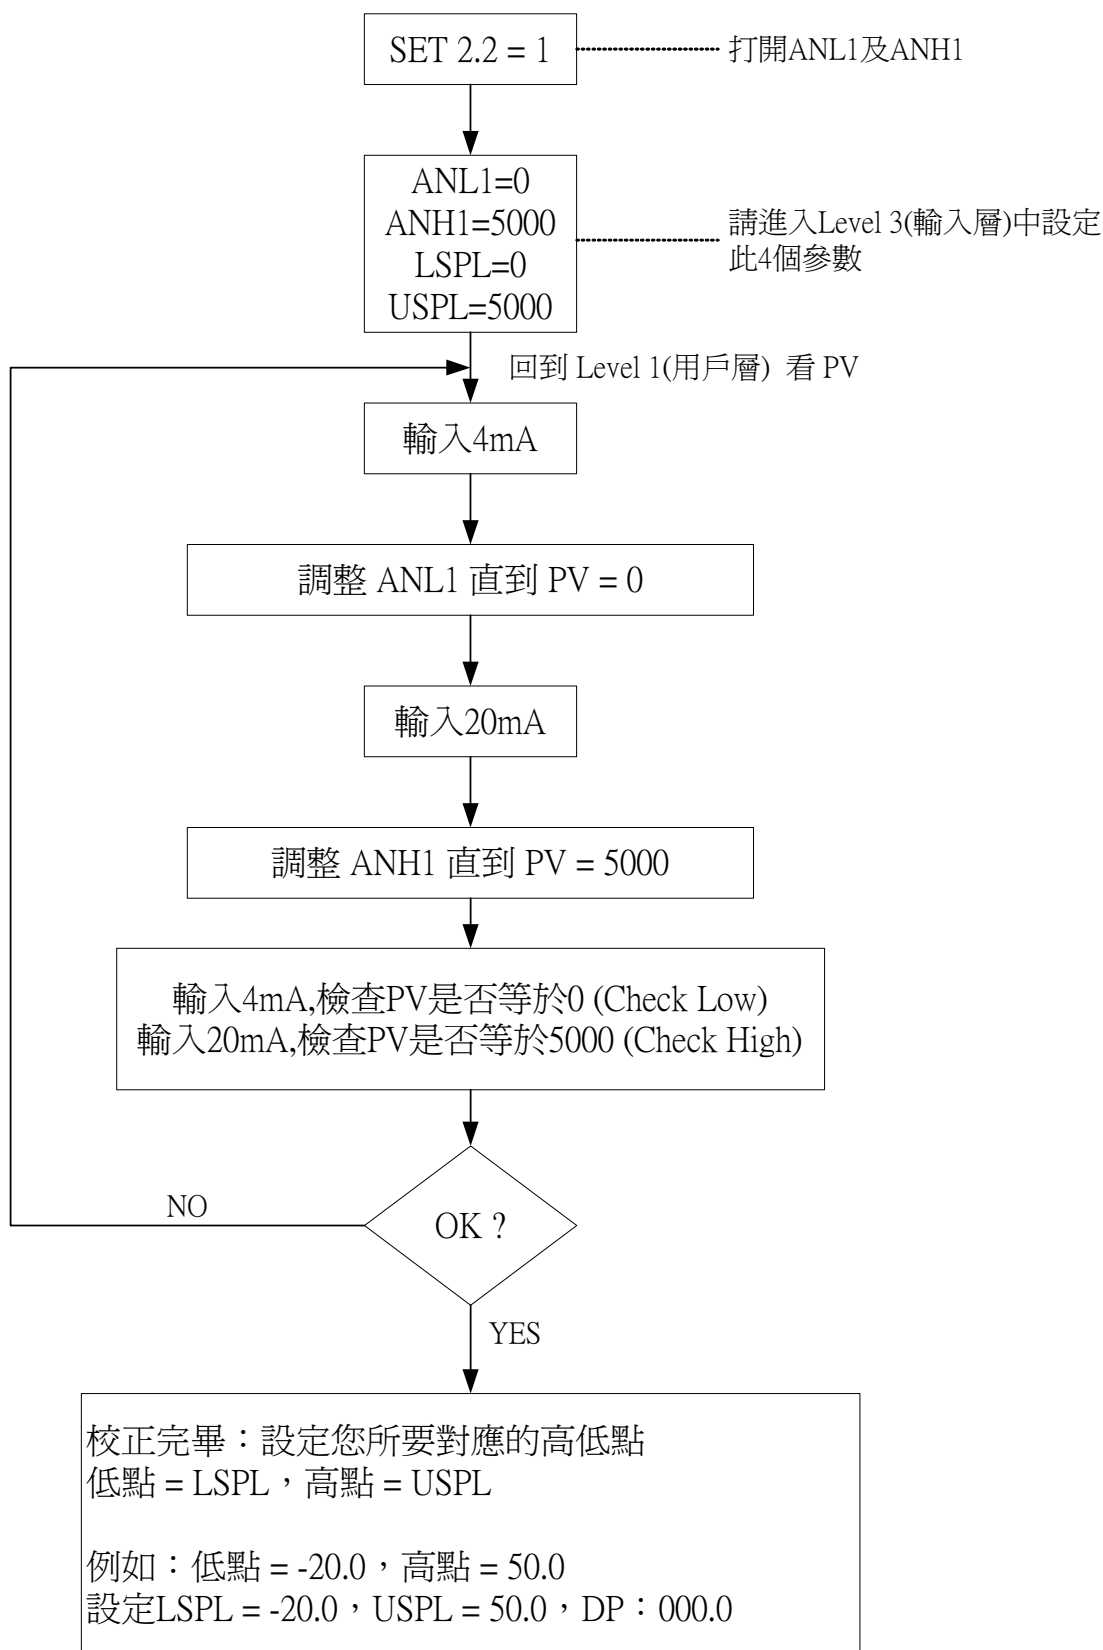 SET 2.2 = 1
打開ANL1及ANH1
ANL1=0
ANH1=5000
LSPL=0
USPL=5000
請進入Level 3(輸入層)中設定
此4個參數
回到 Level 1(用戶層) 看 PV
輸入4mA
調整 ANL1 直到 PV = 0
輸入20mA
調整 ANH1 直到 PV = 5000
輸入4mA,檢查PV是否等於0 (Check Low)
輸入20mA,檢查PV是否等於5000 (Check High)
NO
OK ?
YES
校正完畢：設定您所要對應的高低點
低點 = LSPL，高點 = USPL
例如：低點 = -20.0，高點 = 50.0
設定LSPL = -20.0，USPL = 50.0，DP：000.0